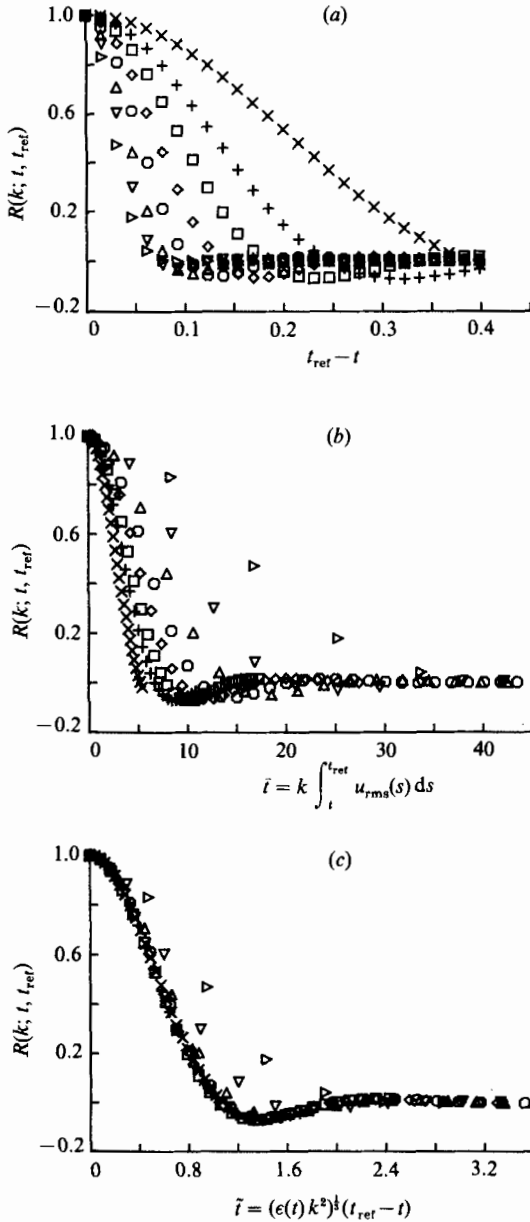 (a)
1.0
0.6
0.2
−0.2
R(k; t, t_ref)
0 0.1 0.2 0.3 0.4
t_ref − t
(b)
1.0
0.6
0.2
−0.2
R(k; t, t_ref)
0 10 20 30 40
t̄ = k ∫_t^{t_ref} u_rms(s) ds
(c)
1.0
0.6
0.2
−0.2
R(k; t, t_ref)
0 0.8 1.6 2.4 3.2
t̃ = (ϵ(t) k²)^{1/3} (t_ref − t)